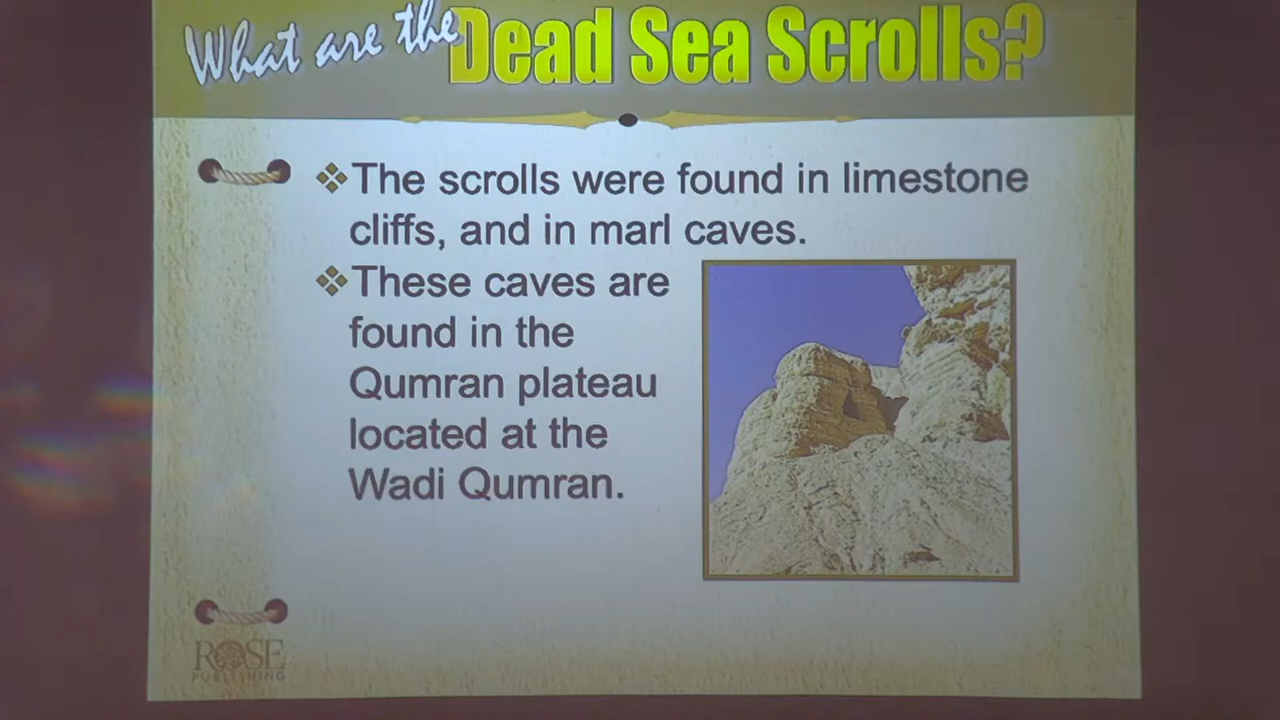 What are the Dead Sea Scrolls?
The scrolls were found in limestone
cliffs, and in marl caves.
These caves are
found in the
Qumran plateau
located at the
Wadi Qumran.
ROSE
PUBLISHING